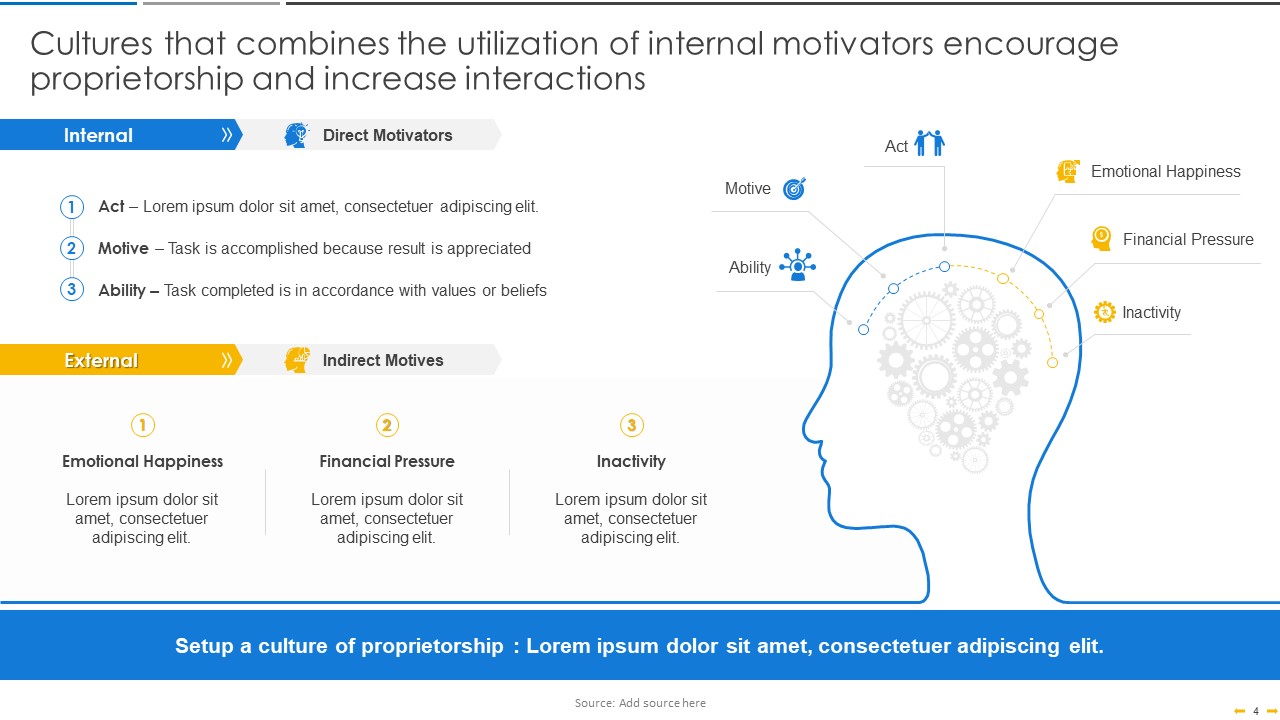 Cultures that combines the utilization of internal motivators encourage
proprietorship and increase interactions
Internal
Direct Motivators
1 Act – Lorem ipsum dolor sit amet, consectetuer adipiscing elit.
2 Motive – Task is accomplished because result is appreciated
3 Ability – Task completed is in accordance with values or beliefs
External
Indirect Motives
1
Emotional Happiness
Lorem ipsum dolor sit
amet, consectetuer
adipiscing elit.
2
Financial Pressure
Lorem ipsum dolor sit
amet, consectetuer
adipiscing elit.
3
Inactivity
Lorem ipsum dolor sit
amet, consectetuer
adipiscing elit.
Act
Motive
Ability
Emotional Happiness
Financial Pressure
Inactivity
Setup a culture of proprietorship : Lorem ipsum dolor sit amet, consectetuer adipiscing elit.
Source: Add source here
4